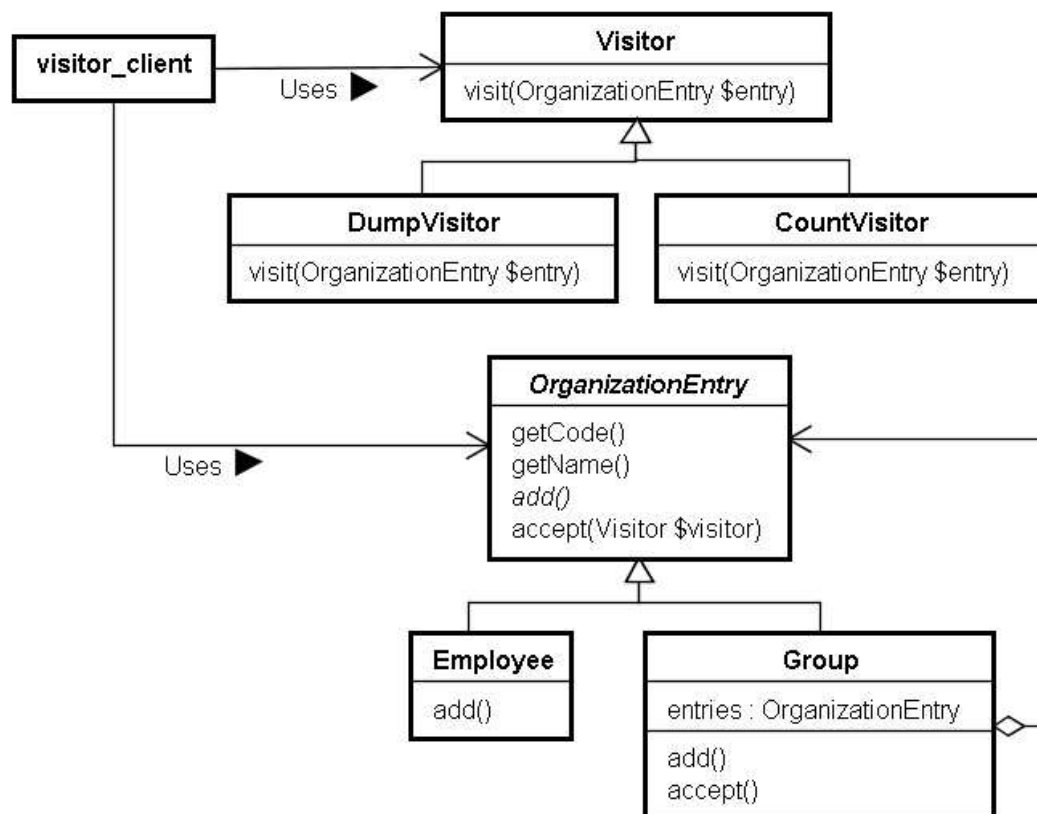 visitor_client
Uses ▶
Visitor
visit(OrganizationEntry $entry)
DumpVisitor
visit(OrganizationEntry $entry)
CountVisitor
visit(OrganizationEntry $entry)
Uses ▶
OrganizationEntry
getCode()
getName()
add()
accept(Visitor $visitor)
Employee
add()
Group
entries : OrganizationEntry
add()
accept()